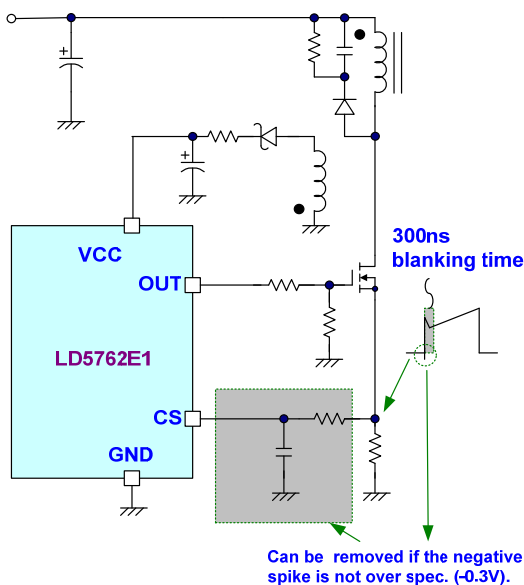 300ns
blanking time
VCC
OUT
LD5762E1
CS
GND
+
+
Can be removed if the negative
spike is not over spec. (-0.3V).